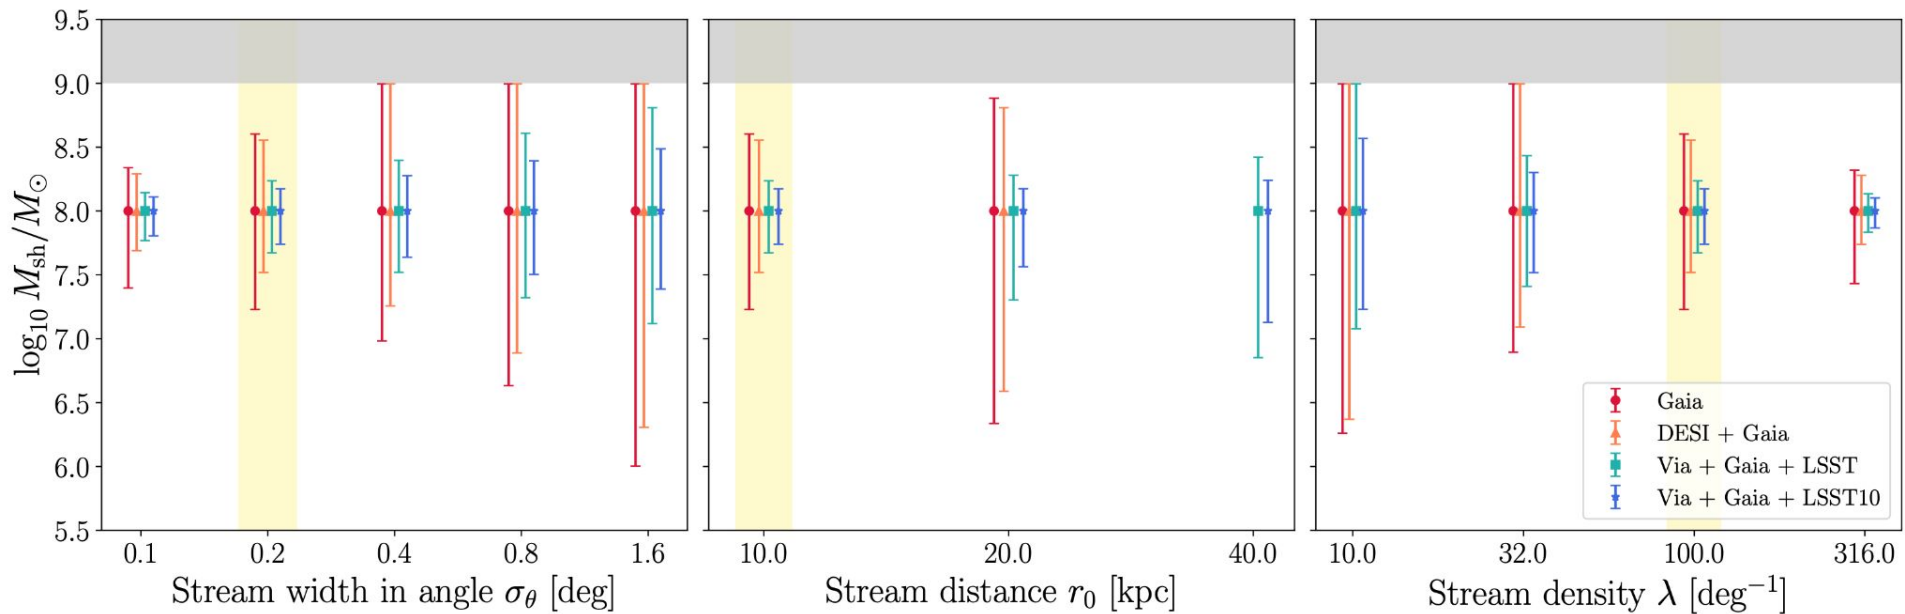 9.5
9.0
8.5
8.0
7.5
7.0
6.5
6.0
5.5
log₁₀ Mₛₕ/M☉
0.1 0.2 0.4 0.8 1.6
Stream width in angle σ_θ [deg]
10.0 20.0 40.0
Stream distance r₀ [kpc]
10.0 32.0 100.0 316.0
Stream density λ [deg⁻¹]
Gaia
DESI + Gaia
Via + Gaia + LSST
Via + Gaia + LSST10